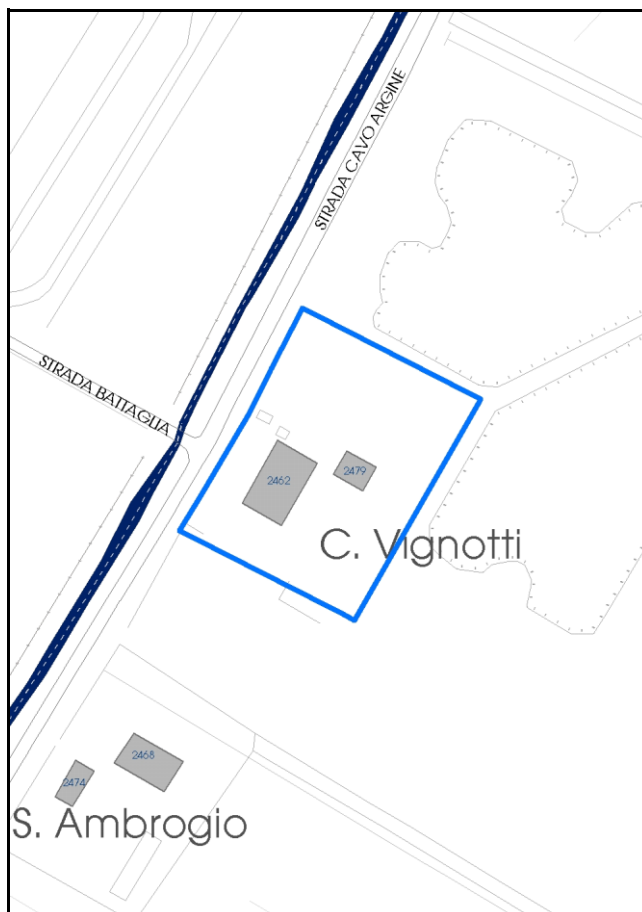 STRADA CAVO ARGINE
STRADA BATTAGLIA
2479
2462
C. Vignotti
2468
2474
S. Ambrogio